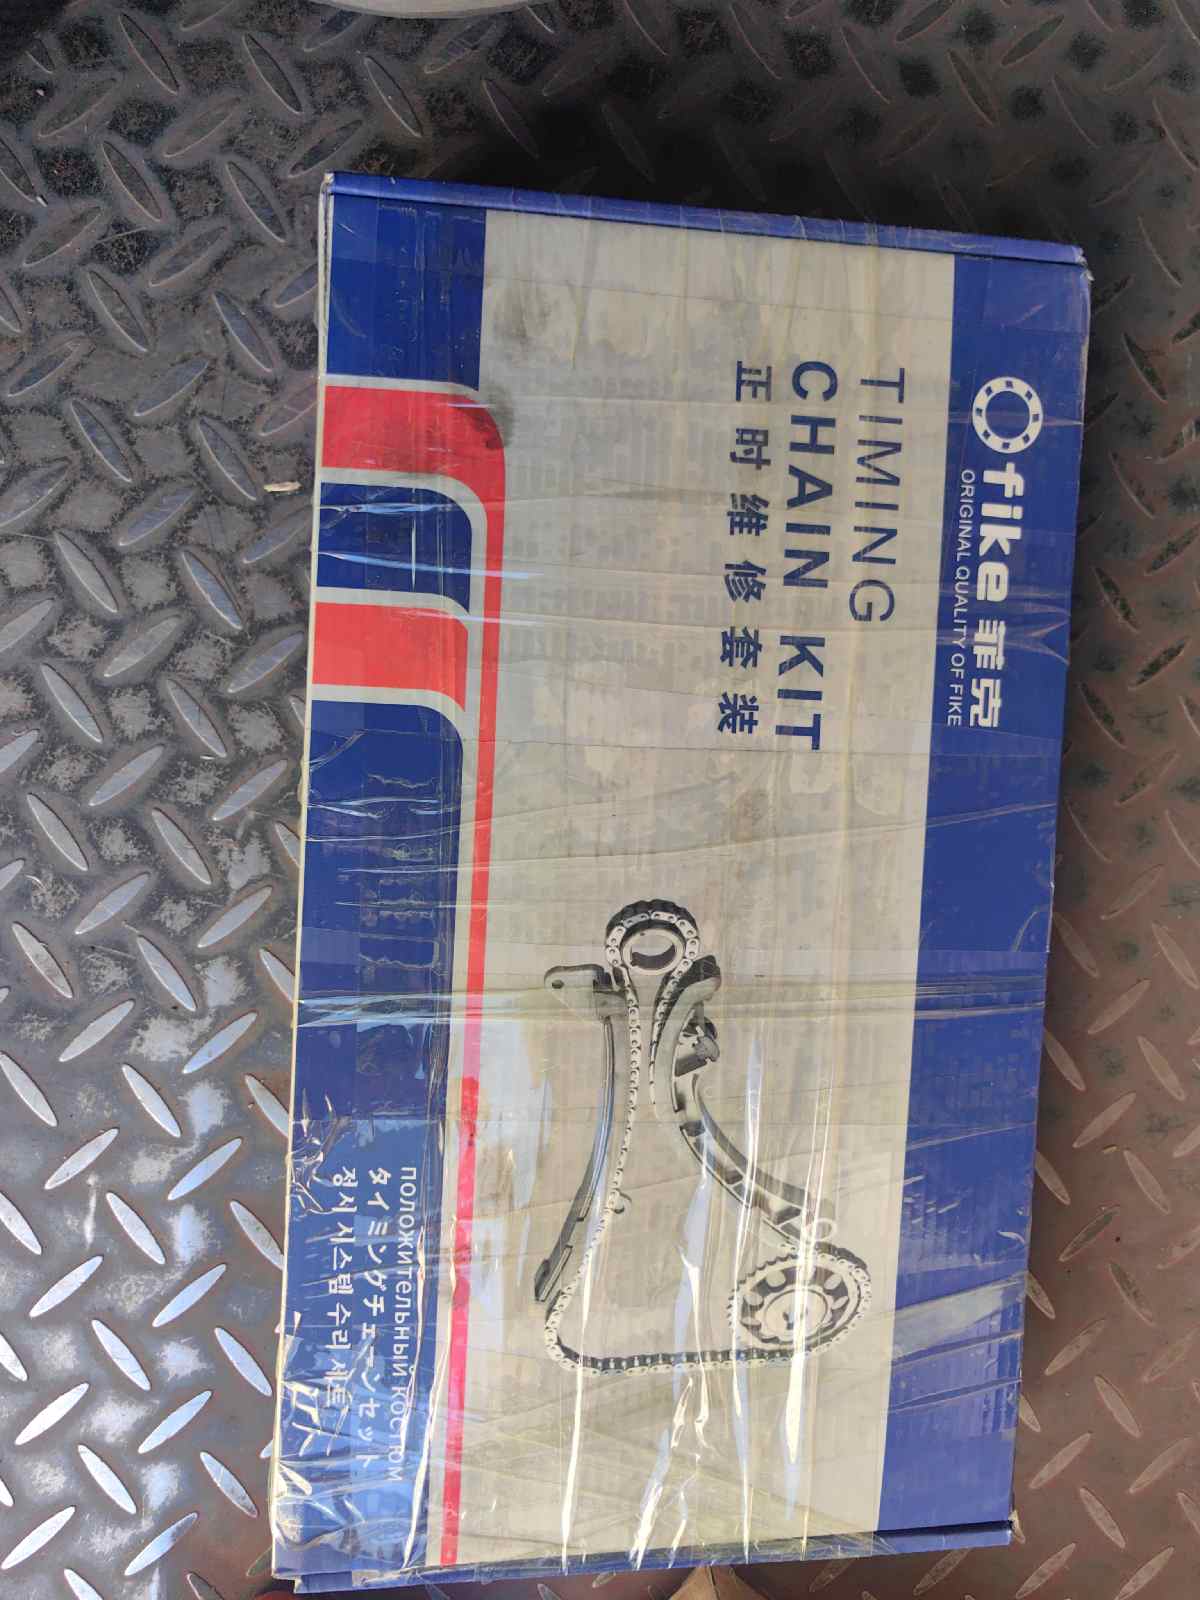 fike 菲克
ORIGINAL QUALITY OF FIKE
TIMING
CHAIN KIT
正时维修套装
положительный костюм
タイミングチェーンセット
정시 시스템 수리 세트